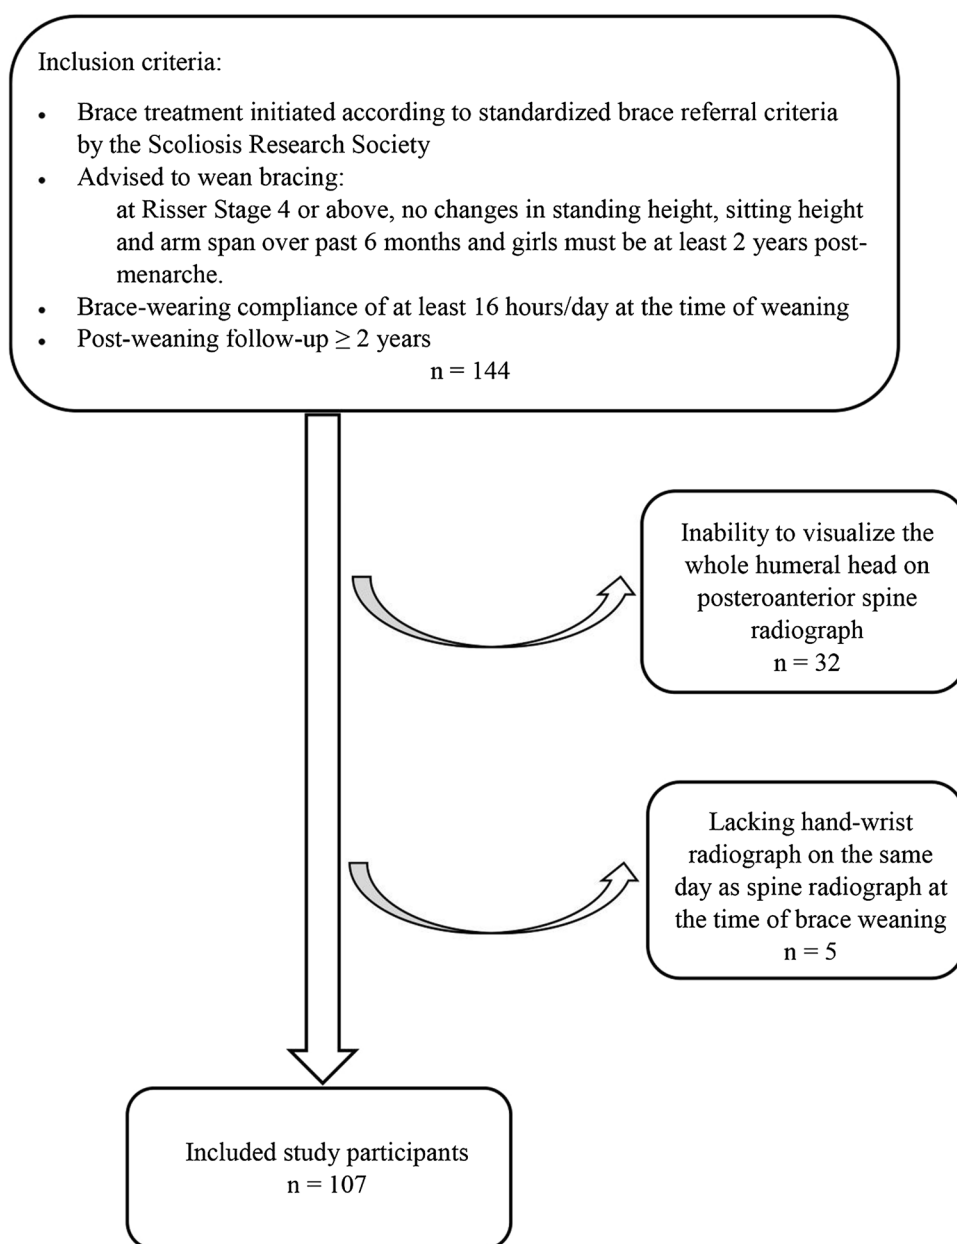 Inclusion criteria:
• Brace treatment initiated according to standardized brace referral criteria
by the Scoliosis Research Society
• Advised to wean bracing:
at Risser Stage 4 or above, no changes in standing height, sitting height
and arm span over past 6 months and girls must be at least 2 years post-
menarche.
• Brace-wearing compliance of at least 16 hours/day at the time of weaning
• Post-weaning follow-up ≥ 2 years
n = 144
Inability to visualize the
whole humeral head on
posteroanterior spine
radiograph
n = 32
Lacking hand-wrist
radiograph on the same
day as spine radiograph at
the time of brace weaning
n = 5
Included study participants
n = 107